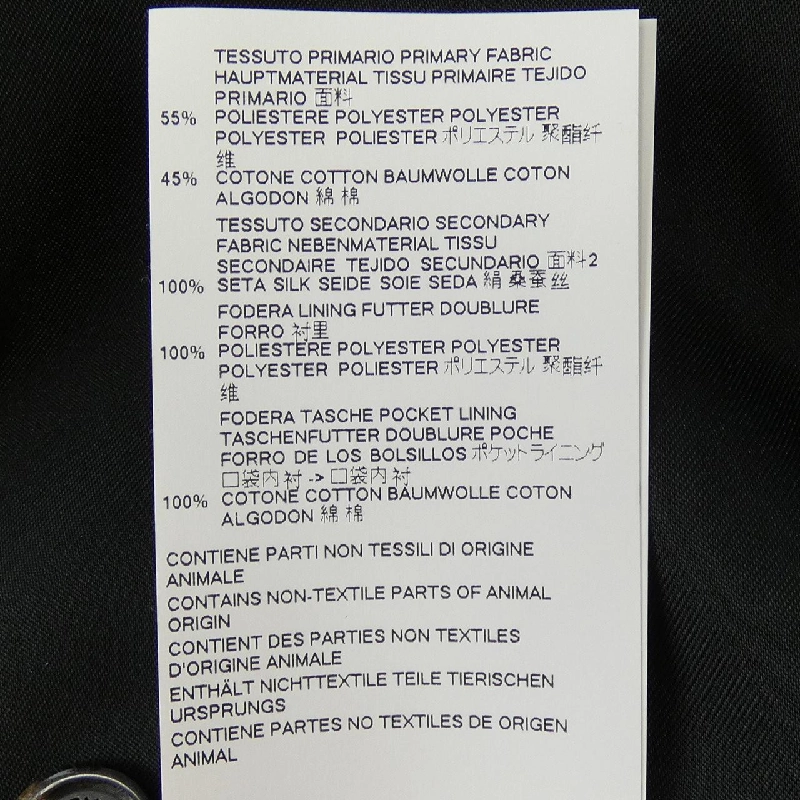 TESSUTO PRIMARIO PRIMARY FABRIC
HAUPTMATERIAL TISSU PRIMAIRE TEJIDO
PRIMARIO 面料
55% POLIESTERE POLYESTER POLYESTER
POLYESTER POLIESTER ポリエステル 聚酯纤
维
45% COTONE COTTON BAUMWOLLE COTON
ALGODON 綿 棉
TESSUTO SECONDARIO SECONDARY
FABRIC NEBENMATERIAL TISSU
SECONDAIRE TEJIDO SECUNDARIO 面料2
100% SETA SILK SEIDE SOIE SEDA 絹 桑蚕丝
FODERA LINING FUTTER DOUBLURE
FORRO 衬里
100% POLIESTERE POLYESTER POLYESTER
POLYESTER POLIESTER ポリエステル 聚酯纤
维
FODERA TASCHE POCKET LINING
TASCHENFUTTER DOUBLURE POCHE
FORRO DE LOS BOLSILLOS ポケットライニング
口袋内衬 -> 口袋内衬
100% COTONE COTTON BAUMWOLLE COTON
ALGODON 綿 棉
CONTIENE PARTI NON TESSILI DI ORIGINE
ANIMALE
CONTAINS NON-TEXTILE PARTS OF ANIMAL
ORIGIN
CONTIENT DES PARTIES NON TEXTILES
D'ORIGINE ANIMALE
ENTHÄLT NICHTTEXTILE TEILE TIERISCHEN
URSPRUNGS
CONTIENE PARTES NO TEXTILES DE ORIGEN
ANIMAL